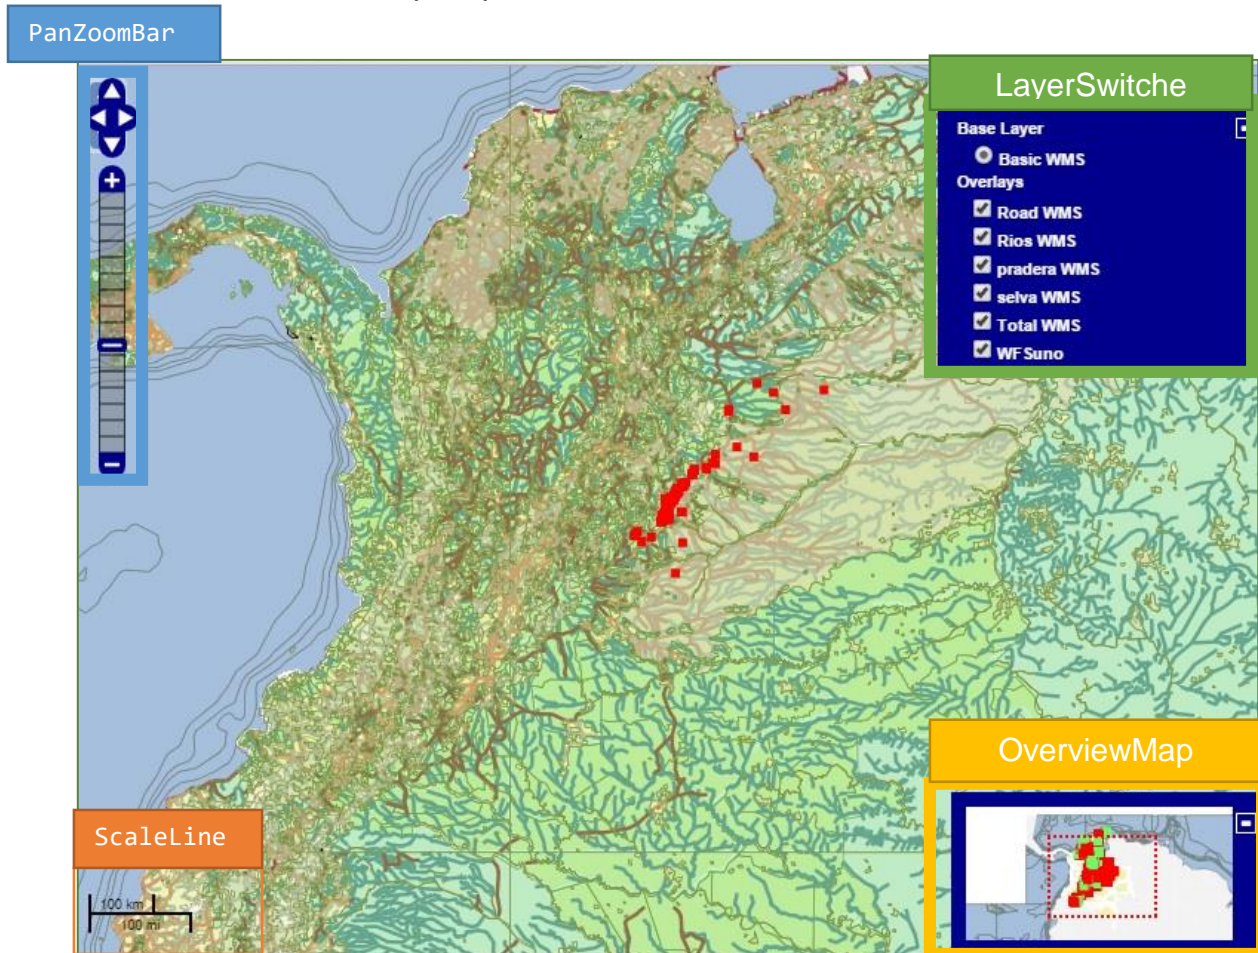 PanZoomBar
LayerSwitche
Base Layer
Basic WMS
Overlays
Road WMS
Rios WMS
pradera WMS
selva WMS
Total WMS
WFSuno
OverviewMap
ScaleLine
100 km
100 mi